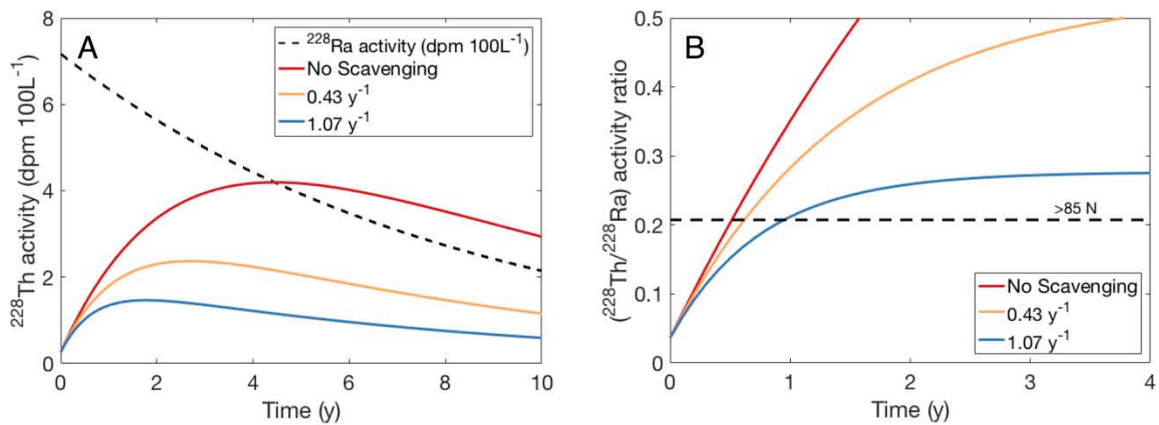 A
8
6
4
2
0
²²⁸Th activity (dpm 100L⁻¹)
²²⁸Ra activity (dpm 100L⁻¹)
No Scavenging
0.43 y⁻¹
1.07 y⁻¹
0 2 4 6 8 10
Time (y)
B
0.5
0.4
0.3
0.2
0.1
0
(²²⁸Th/²²⁸Ra) activity ratio
>85 N
No Scavenging
0.43 y⁻¹
1.07 y⁻¹
0 1 2 3 4
Time (y)